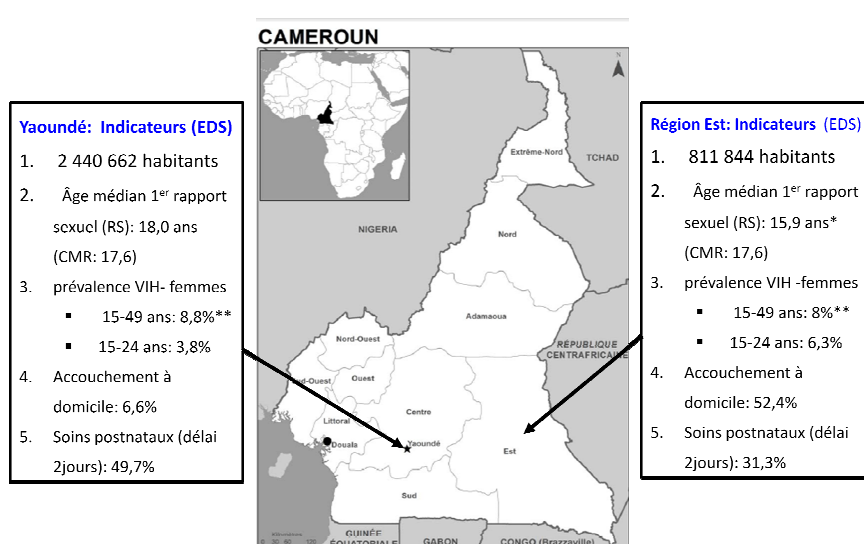 CAMEROUN
Yaoundé: Indicateurs (EDS)
1. 2 440 662 habitants
2. Âge médian 1er rapport
sexuel (RS): 18,0 ans
(CMR: 17,6)
3. prévalence VIH- femmes
▪ 15-49 ans: 8,8%**
▪ 15-24 ans: 3,8%
4. Accouchement à
domicile: 6,6%
5. Soins postnataux (délai
2jours): 49,7%
N
Extrême-Nord
TCHAD
NIGERIA
Nord
Adamaoua
Nord-Ouest
RÉPUBLIQUE
CENTRAFRICAINE
Ouest
Sud-Ouest
Centre
Littoral
Douala
Yaoundé
Est
Sud
GUINÉE
ÉQUATORIALE
GABON
CONGO (Brazzaville)
Région Est: Indicateurs (EDS)
1. 811 844 habitants
2. Âge médian 1er rapport
sexuel (RS): 15,9 ans*
(CMR: 17,6)
3. prévalence VIH -femmes
▪ 15-49 ans: 8%**
▪ 15-24 ans: 6,3%
4. Accouchement à
domicile: 52,4%
5. Soins postnataux (délai
2jours): 31,3%